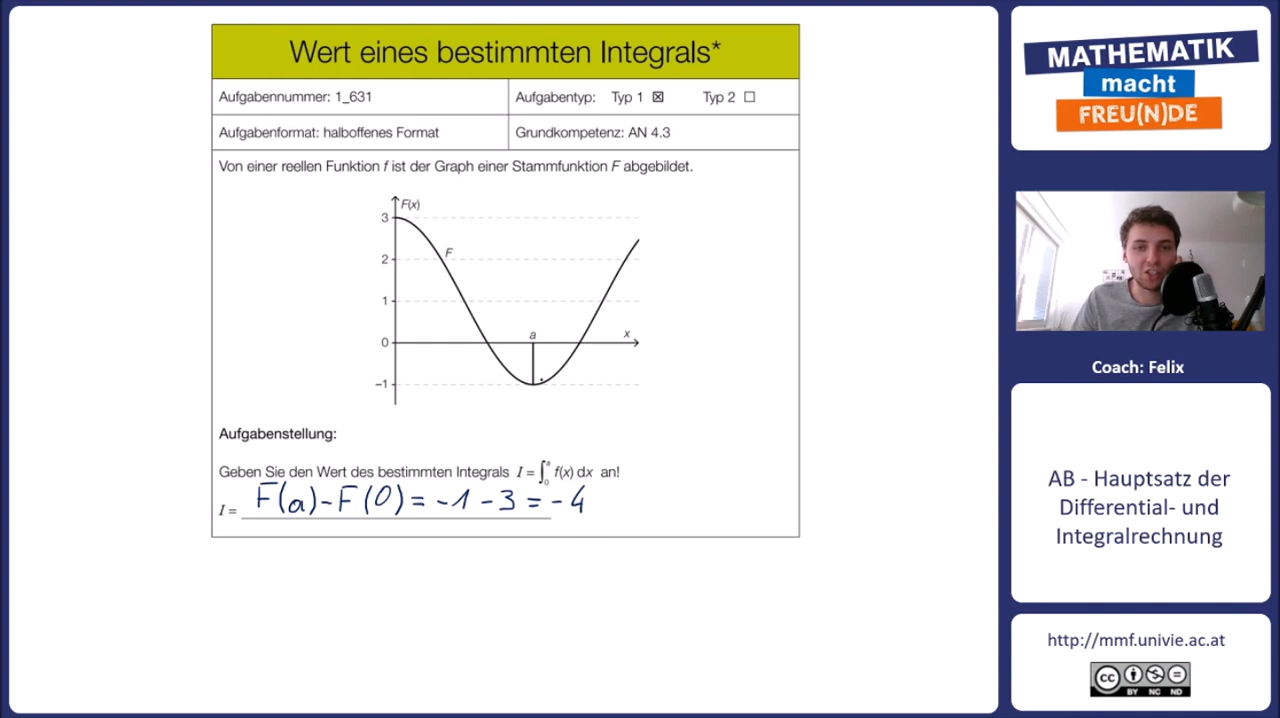 Wert eines bestimmten Integrals*
Aufgabennummer: 1_631
Aufgabentyp: Typ 1 ☒ Typ 2 ☐
Aufgabenformat: halboffenes Format
Grundkompetenz: AN 4.3
Von einer reellen Funktion f ist der Graph einer Stammfunktion F abgebildet.
F(x)
3
F
2
1
a
x
0
−1
Aufgabenstellung:
Geben Sie den Wert des bestimmten Integrals I = ∫₀ᵃ f(x) dx an!
I = F(a) - F(0) = -1 - 3 = -4
MATHEMATIK
macht
FREU(N)DE
Coach: Felix
AB - Hauptsatz der
Differential- und
Integralrechnung
http://mmf.univie.ac.at
cc
BY NC ND